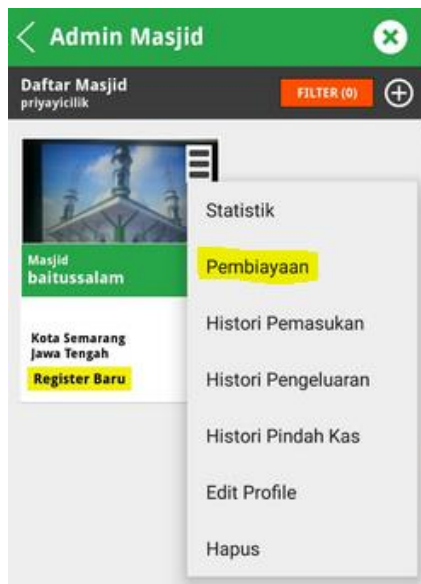 Admin Masjid
Daftar Masjid
priyayicilik
FILTER (0)
Masjid
baitussalam
Kota Semarang
Jawa Tengah
Register Baru
Statistik
Pembiayaan
Histori Pemasukan
Histori Pengeluaran
Histori Pindah Kas
Edit Profile
Hapus